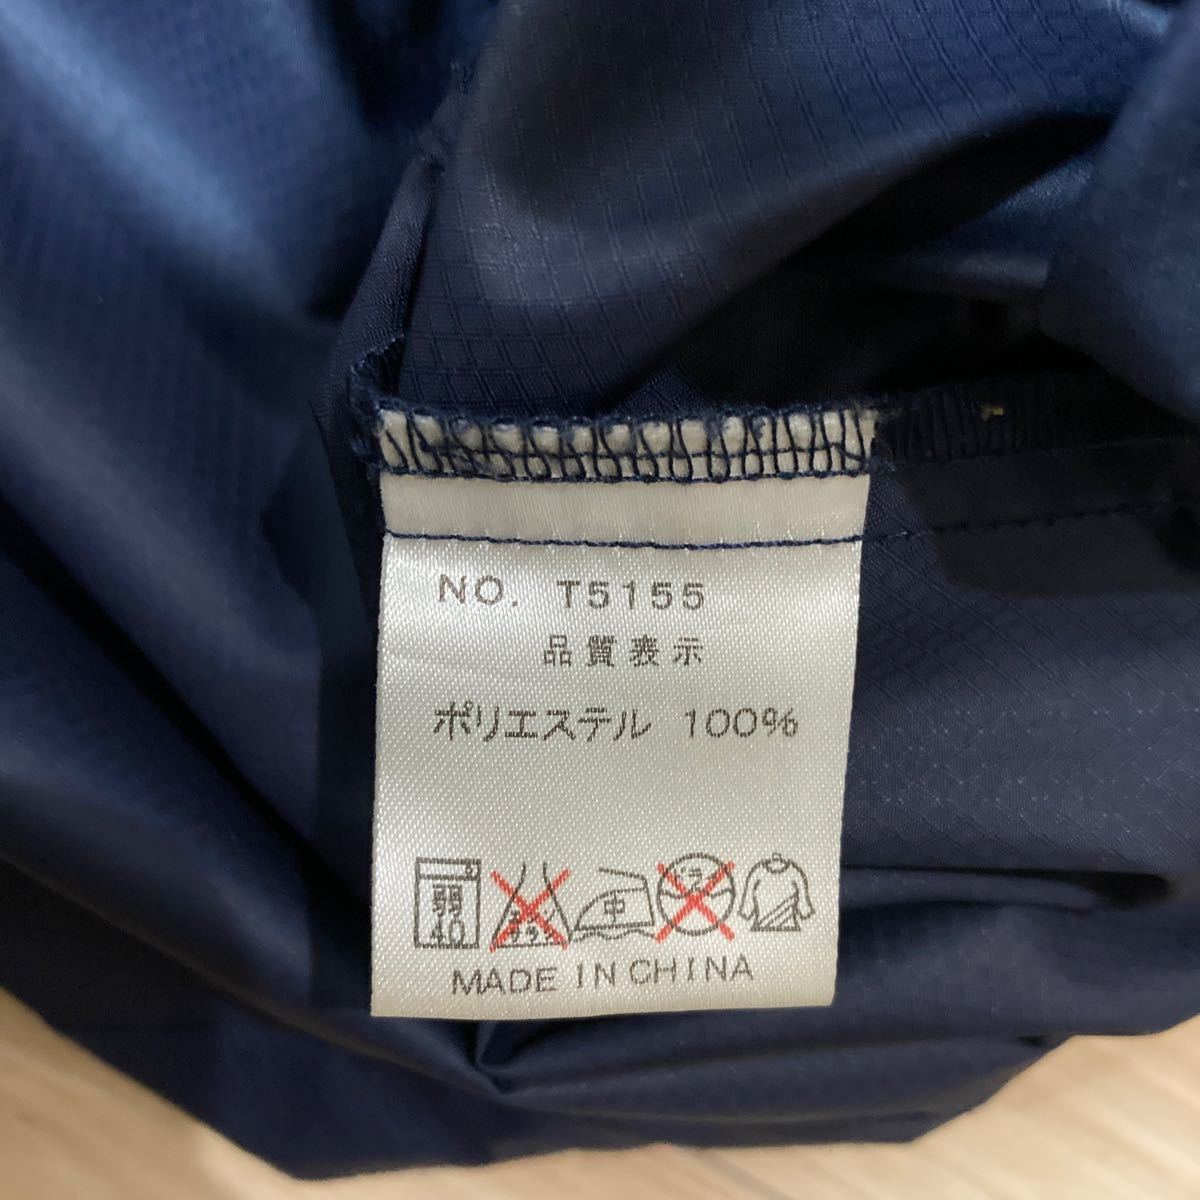 NO. T5155
品質表示
ポリエステル 100%
弱 中
40
MADE IN CHINA